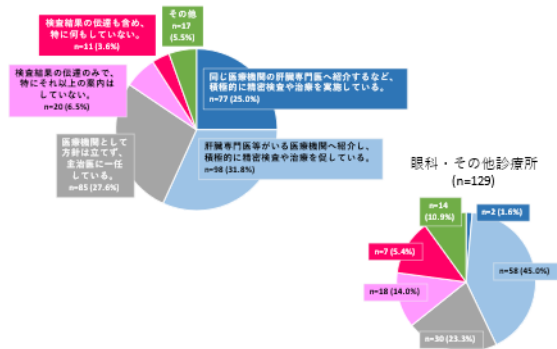 検査結果の伝達も含め、
特に何もしていない。
n=11 (3.6%)
その他
n=17
(5.5%)
検査結果の伝達のみで、
特にそれ以上の案内は
していない。
n=20 (6.5%)
同じ医療機関の肝臓専門医へ紹介するなど、
積極的に精密検査や治療を実施している。
n=77 (25.0%)
医療機関として
方針は立てず、
主治医に一任
している。
n=85 (27.6%)
肝臓専門医等がいる医療機関へ紹介し、
積極的に精密検査や治療を促している。
n=98 (31.8%)
眼科・その他診療所
(n=129)
n=14
(10.9%)
n=2 (1.6%)
n=7 (5.4%)
n=58 (45.0%)
n=18 (14.0%)
n=30 (23.3%)